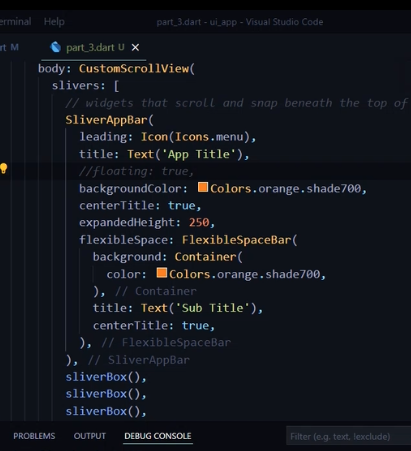 erminal Help part_3.dart - ui_app - Visual Studio Code
rt M part_3.dart U ×
body: CustomScrollView(
slivers: [
// widgets that scroll and snap beneath the top of
SliverAppBar(
leading: Icon(Icons.menu),
title: Text('App Title'),
//floating: true,
backgroundColor: Colors.orange.shade700,
centerTitle: true,
expandedHeight: 250,
flexibleSpace: FlexibleSpaceBar(
background: Container(
color: Colors.orange.shade700,
), // Container
title: Text('Sub Title'),
centerTitle: true,
), // FlexibleSpaceBar
), // SliverAppBar
sliverBox(),
sliverBox(),
sliverBox(),
PROBLEMS OUTPUT DEBUG CONSOLE Filter (e.g. text, !exclude)